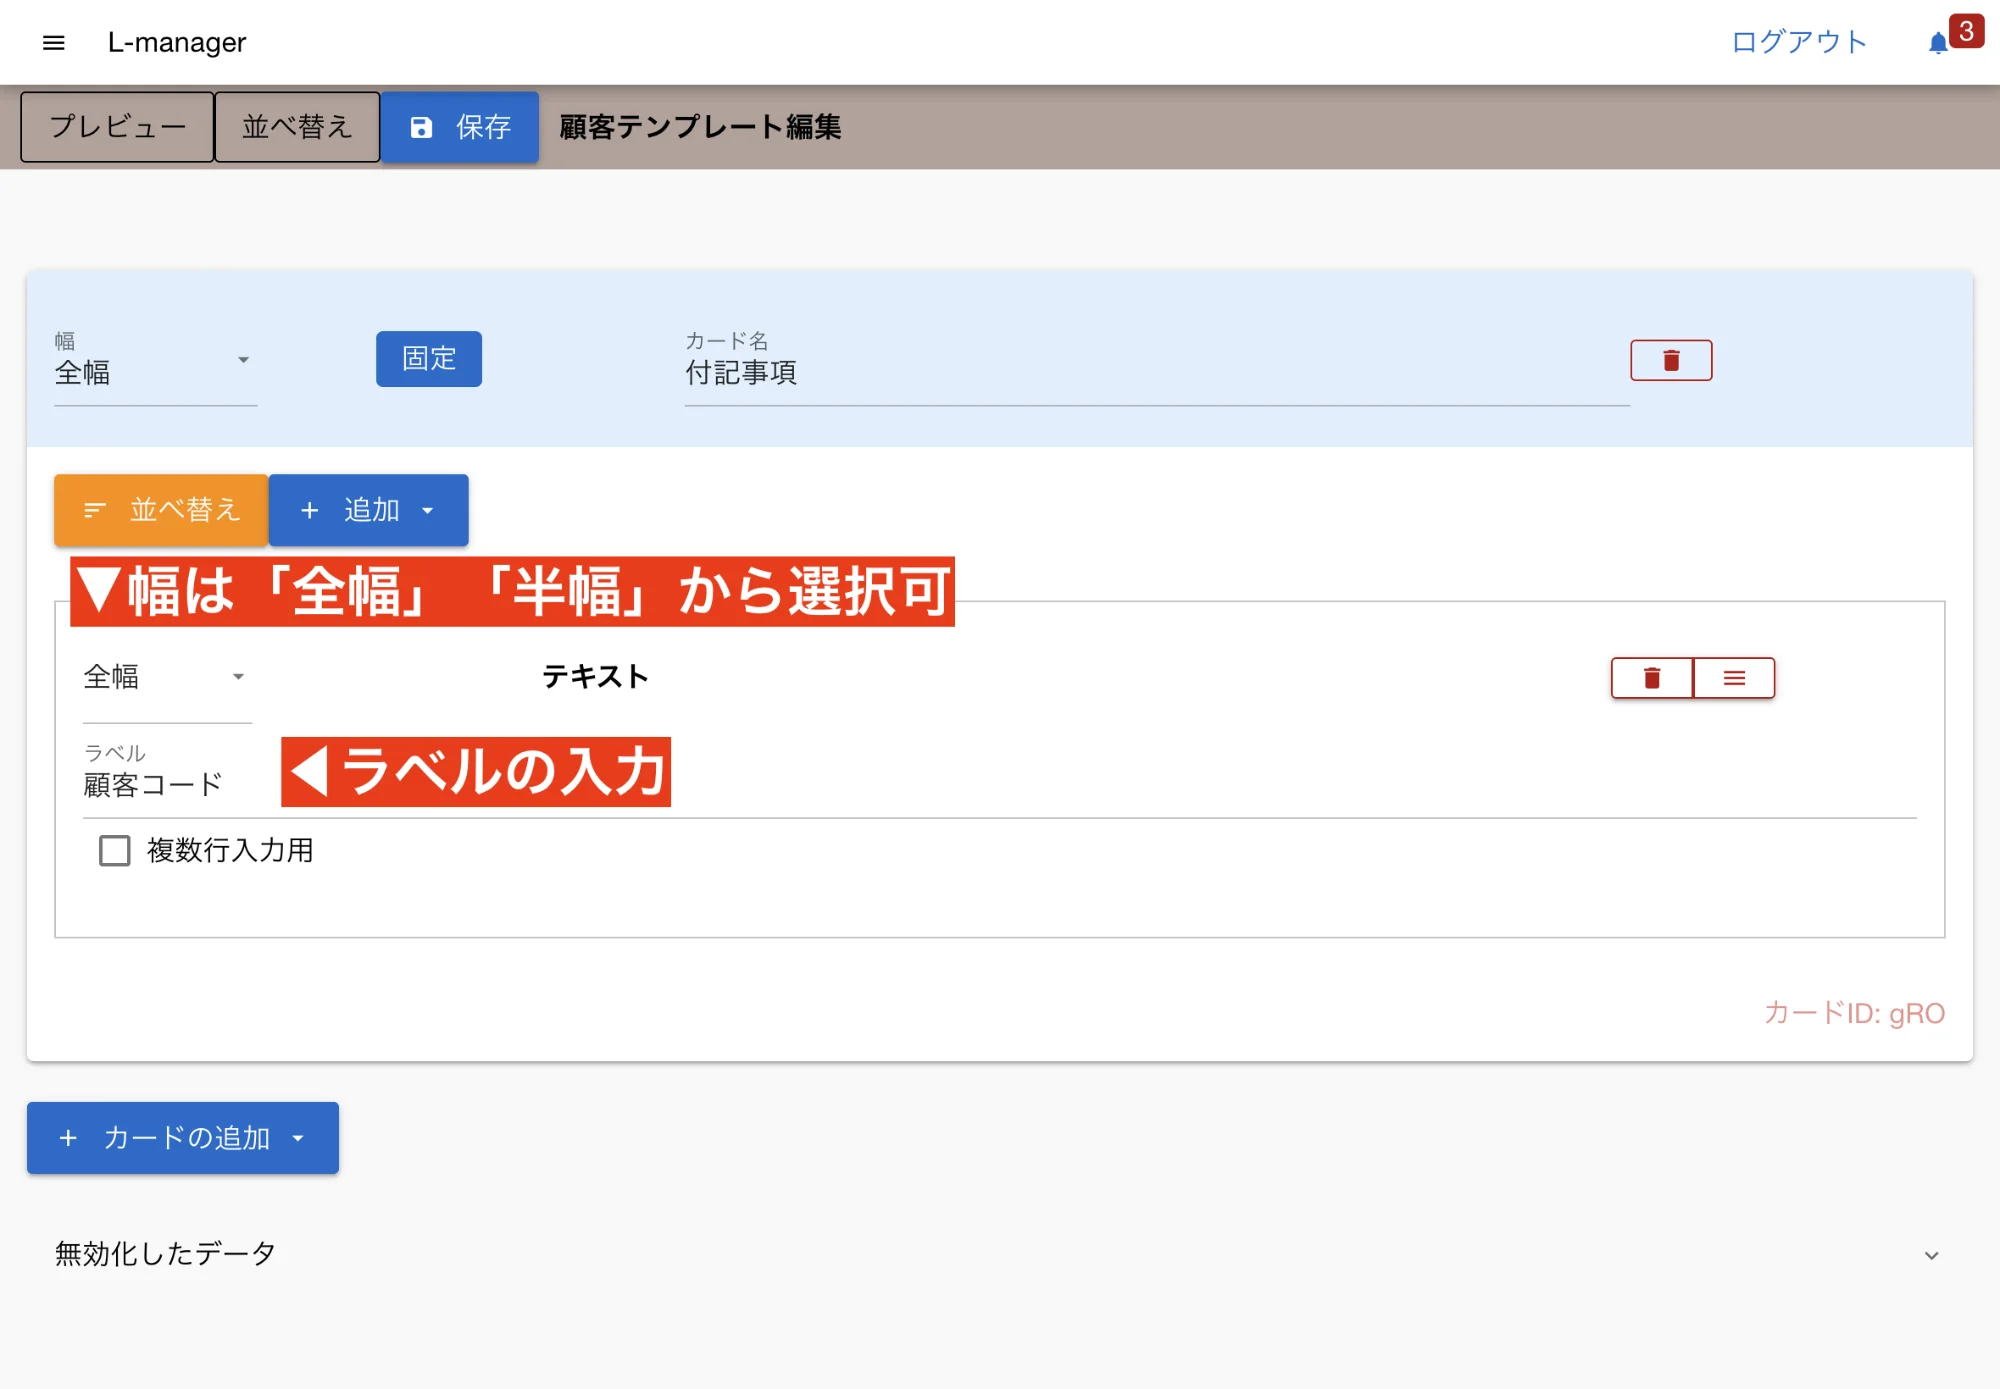 L-manager
ログアウト
3
プレビュー
並べ替え
保存
顧客テンプレート編集
幅
全幅
固定
カード名
付記事項
並べ替え
+ 追加
▼幅は「全幅」「半幅」から選択可
全幅
テキスト
ラベル
顧客コード
◀ラベルの入力
複数行入力用
カードID: gRO
+ カードの追加
無効化したデータ